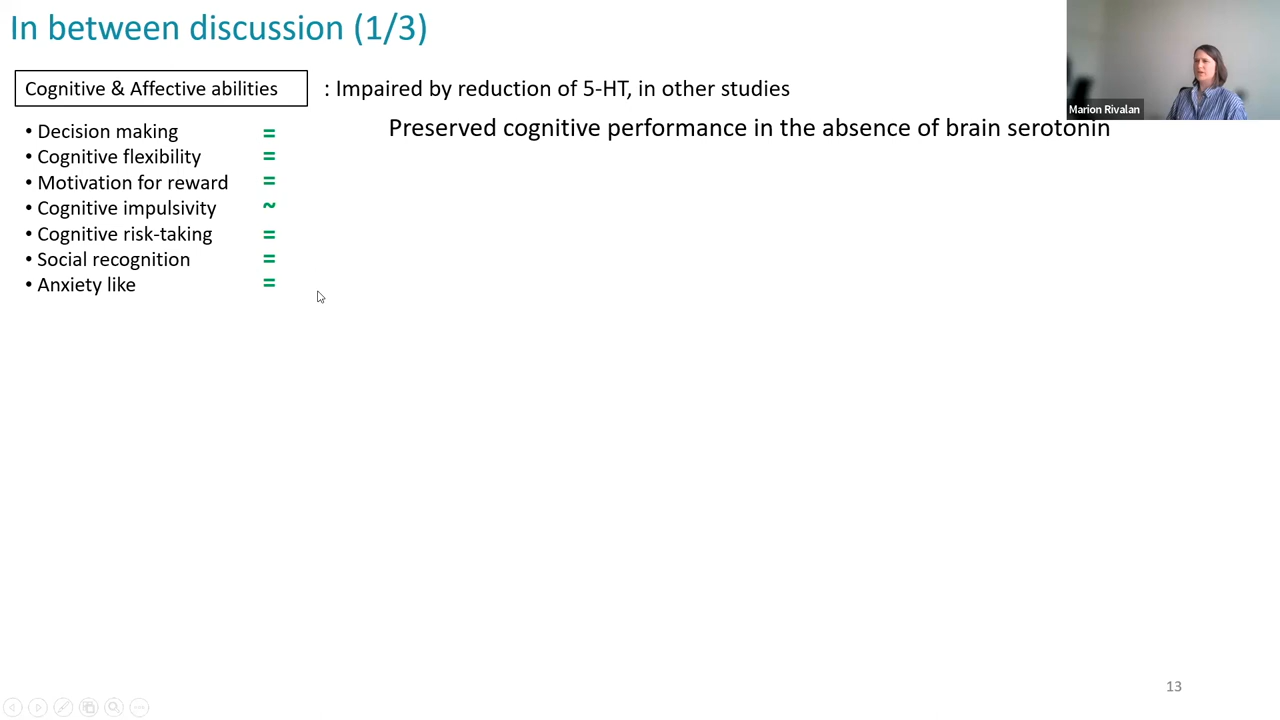 In between discussion (1/3)
Cognitive & Affective abilities : Impaired by reduction of 5-HT, in other studies
Marion Rivalan
Preserved cognitive performance in the absence of brain serotonin
• Decision making =
• Cognitive flexibility =
• Motivation for reward =
• Cognitive impulsivity ~
• Cognitive risk-taking =
• Social recognition =
• Anxiety like =
13